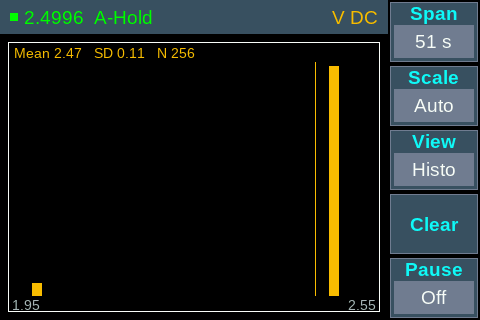 2.4996 A-Hold V DC
Mean 2.47 SD 0.11 N 256
1.95 2.55
Span
51 s
Scale
Auto
View
Histo
Clear
Pause
Off